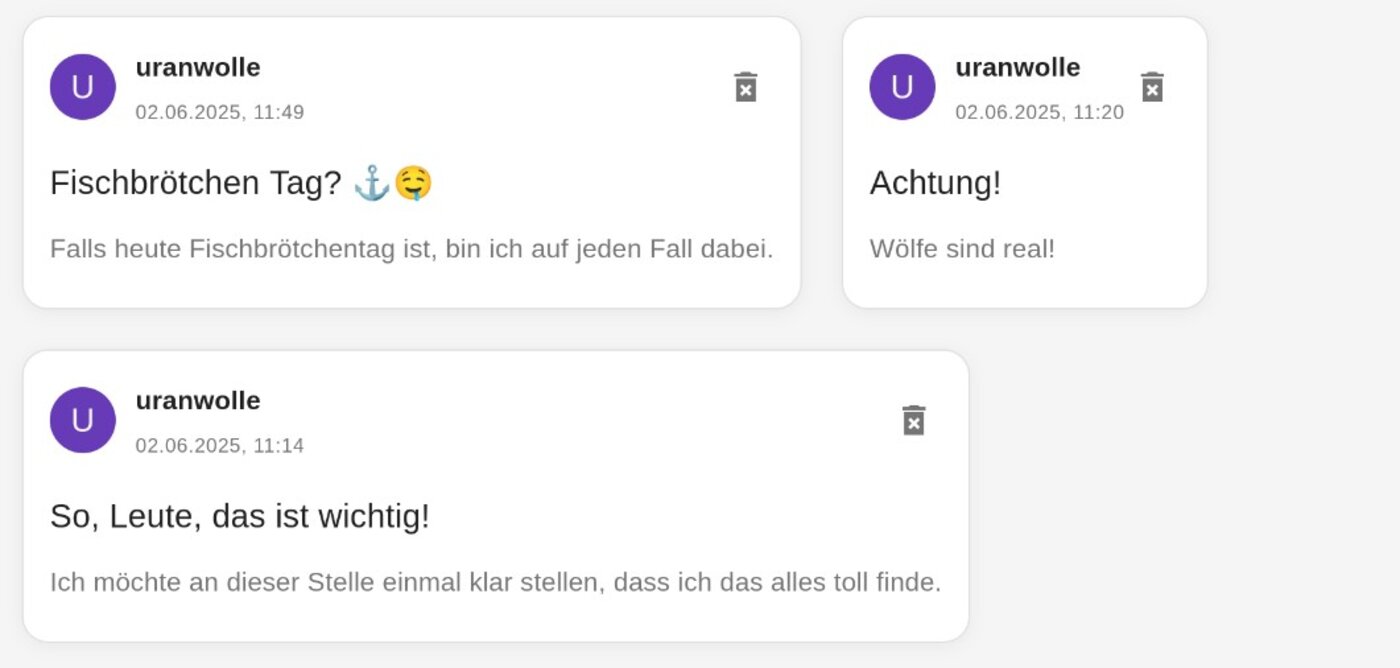 U
uranwolle
02.06.2025, 11:49
Fischbrötchen Tag? ⚓🤤
Falls heute Fischbrötchentag ist, bin ich auf jeden Fall dabei.
U
uranwolle
02.06.2025, 11:20
Achtung!
Wölfe sind real!
U
uranwolle
02.06.2025, 11:14
So, Leute, das ist wichtig!
Ich möchte an dieser Stelle einmal klar stellen, dass ich das alles toll finde.